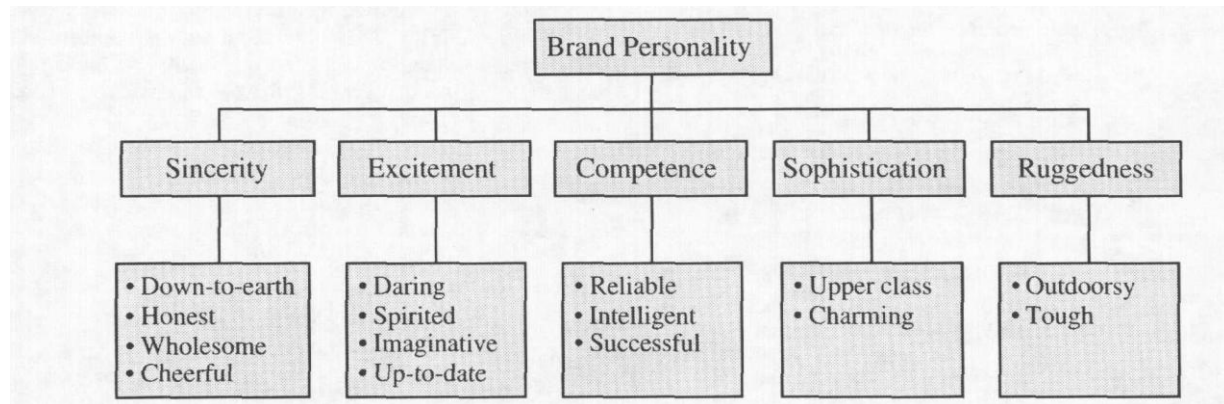 Brand Personality
Sincerity
Excitement
Competence
Sophistication
Ruggedness
• Down-to-earth
• Honest
• Wholesome
• Cheerful
• Daring
• Spirited
• Imaginative
• Up-to-date
• Reliable
• Intelligent
• Successful
• Upper class
• Charming
• Outdoorsy
• Tough